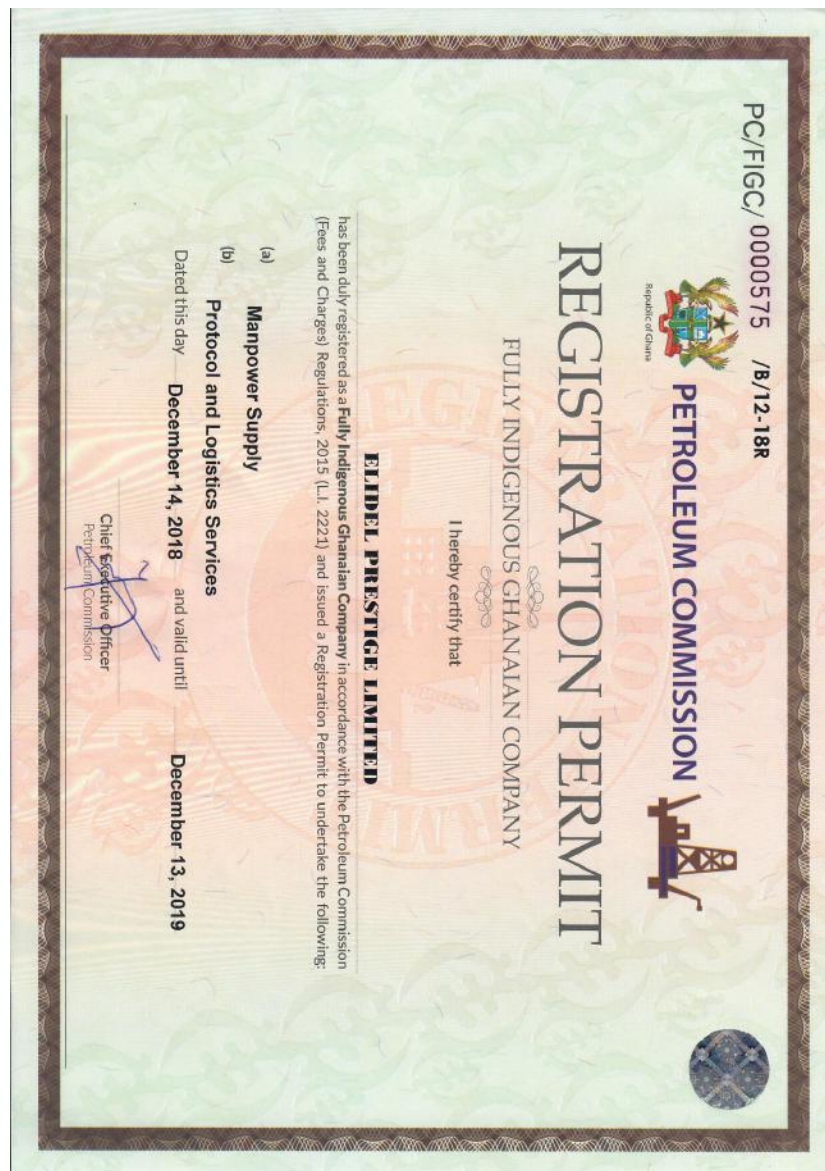 PC/FIGC/ 0000575 /B/12-18R
Republic of Ghana
PETROLEUM COMMISSION
REGISTRATION PERMIT
FULLY INDIGENOUS GHANAIAN COMPANY
I hereby certify that
ELIDEL PRESTIGE LIMITED
has been duly registered as a Fully Indigenous Ghanaian Company in accordance with the Petroleum Commission
(Fees and Charges) Regulations, 2015 (L.I. 2221) and issued a Registration Permit to undertake the following:
(a) Manpower Supply
(b) Protocol and Logistics Services
Dated this day December 14, 2018 and valid until December 13, 2019
Chief Executive Officer
Petroleum Commission